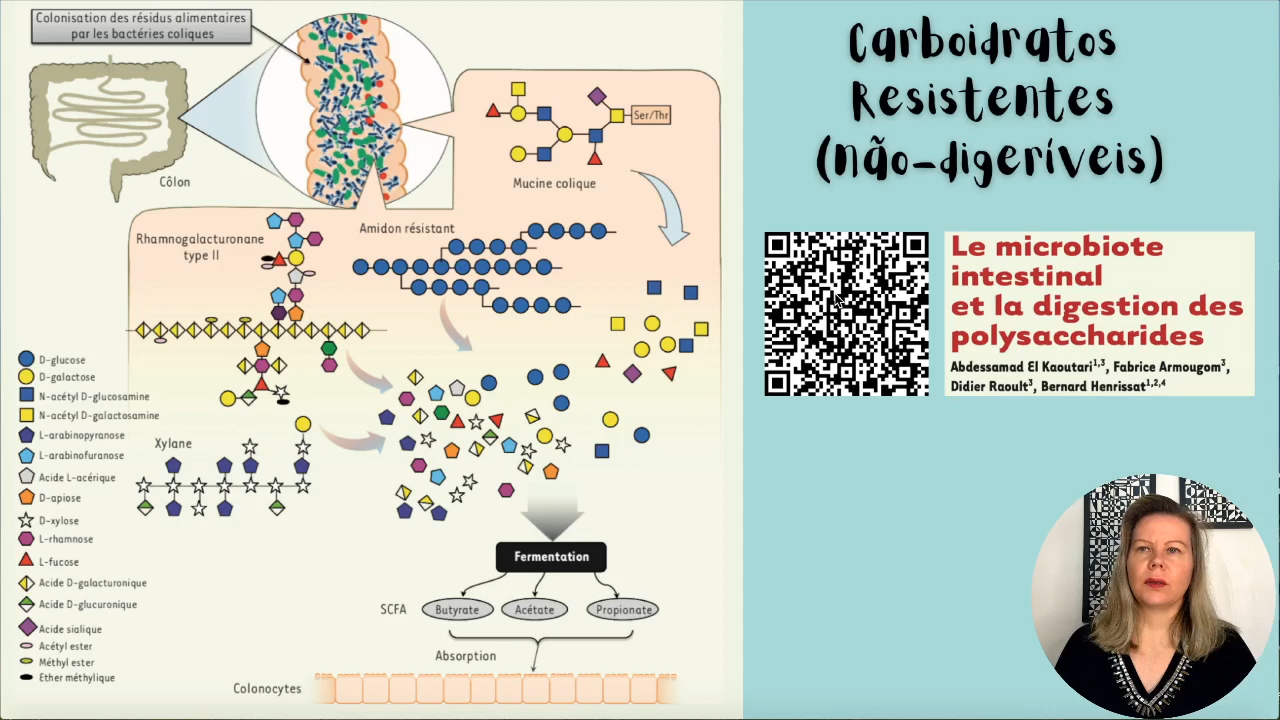 Colonisation des résidus alimentaires
par les bactéries coliques
Côlon
Ser/Thr
Mucine colique
Rhamnogalacturonane
type II
Amidon résistant
Xylane
D-glucose
D-galactose
N-acétyl D-glucosamine
N-acétyl D-galactosamine
L-arabinopyranose
L-arabinofuranose
Acide L-acérique
D-apiose
D-xylose
L-rhamnose
L-fucose
Acide D-galacturonique
Acide D-glucuronique
Acide sialique
Acétyl ester
Méthyl ester
Ether méthylique
Fermentation
SCFA
Butyrate
Acétate
Propionate
Absorption
Colonocytes
Carboidratos
Resistentes
(não-digeríveis)
Le microbiote
intestinal
et la digestion des
polysaccharides
Abdessamad El Kaoutari1,3, Fabrice Armougom3,
Didier Raoult3, Bernard Henrissat1,2,4